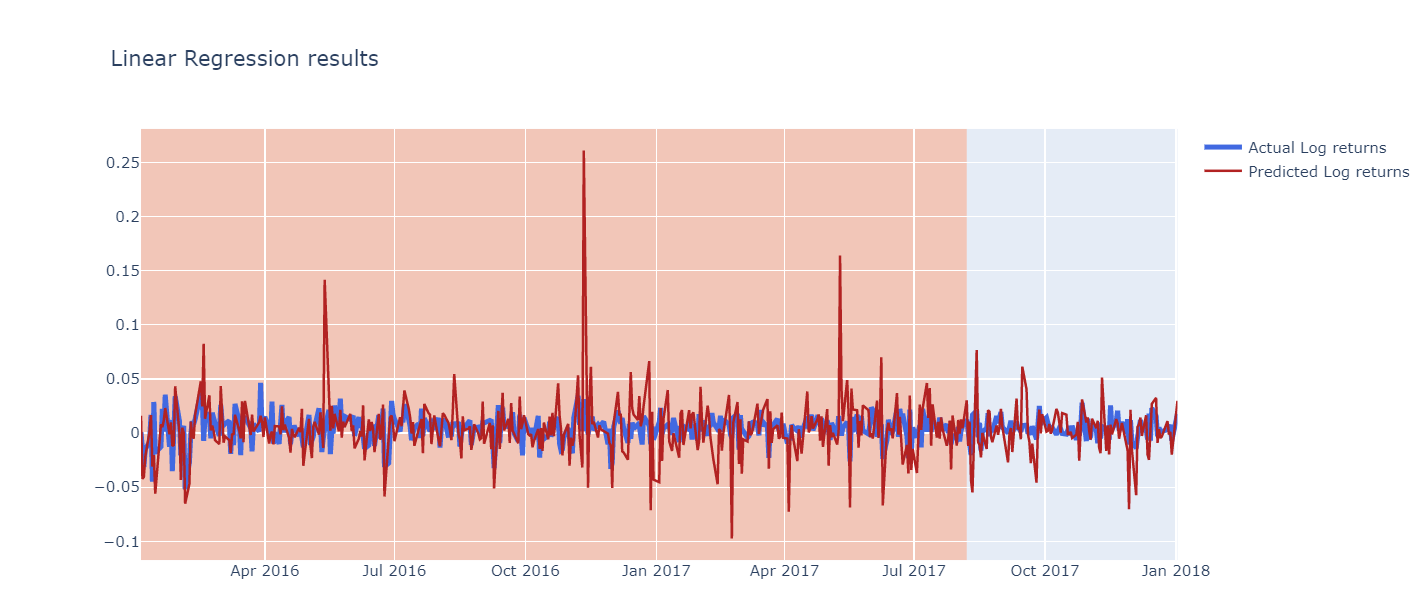 Linear Regression results
Actual Log returns
Predicted Log returns
0.25
0.2
0.15
0.1
0.05
0
−0.05
−0.1
Apr 2016
Jul 2016
Oct 2016
Jan 2017
Apr 2017
Jul 2017
Oct 2017
Jan 2018